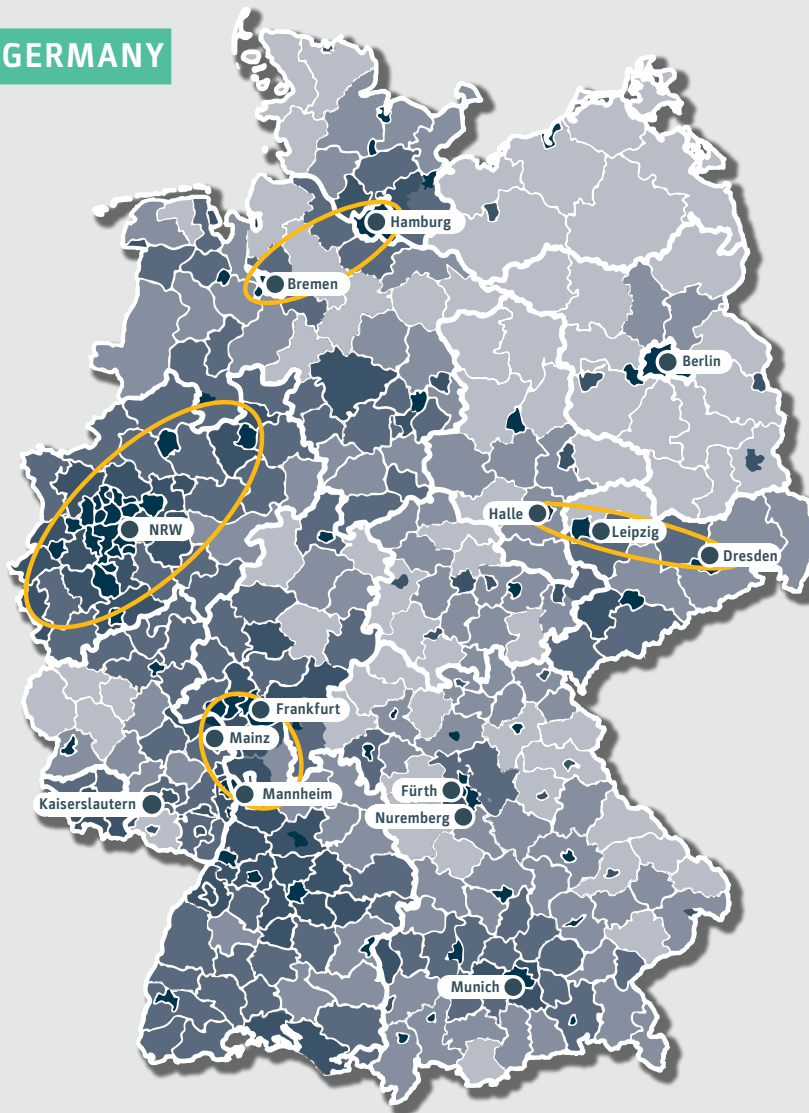 GERMANY
Hamburg
Bremen
Berlin
NRW
Halle
Leipzig
Dresden
Frankfurt
Mainz
Mannheim
Kaiserslautern
Fürth
Nuremberg
Munich